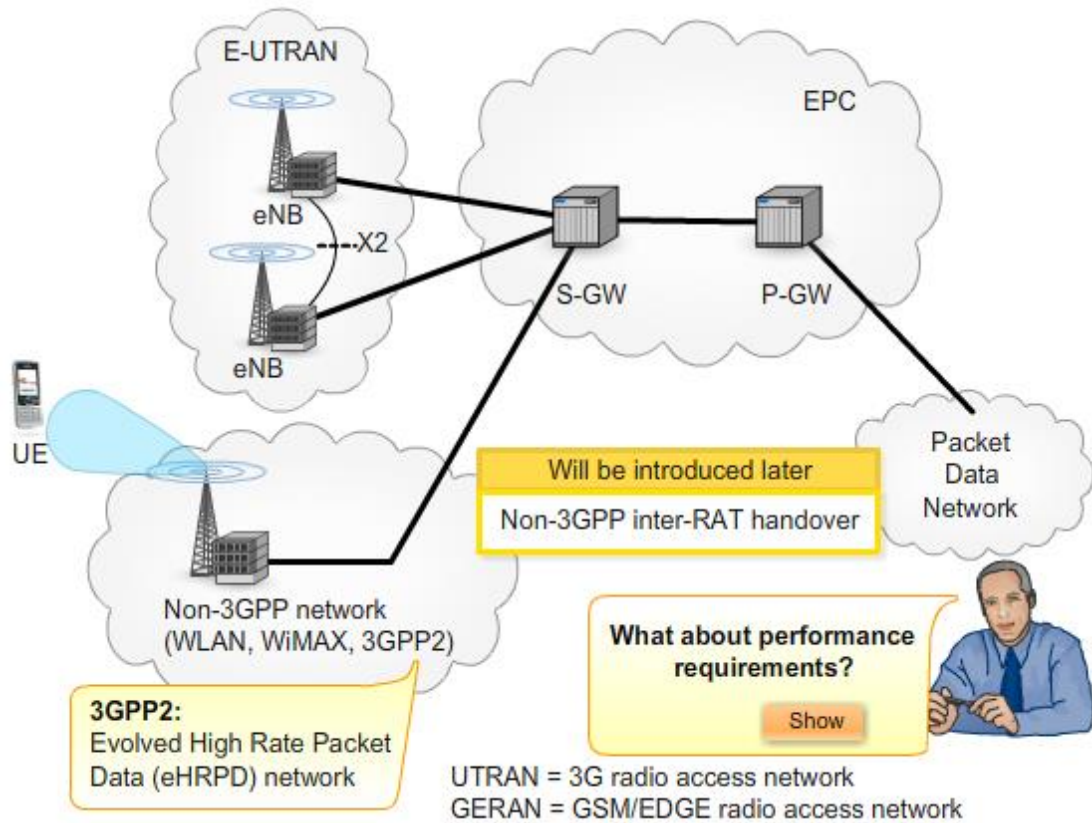 E-UTRAN
EPC
eNB
X2
S-GW
P-GW
eNB
UE
Packet
Data
Network
Will be introduced later
Non-3GPP inter-RAT handover
Non-3GPP network
(WLAN, WiMAX, 3GPP2)
What about performance
requirements?
Show
3GPP2:
Evolved High Rate Packet
Data (eHRPD) network
UTRAN = 3G radio access network
GERAN = GSM/EDGE radio access network